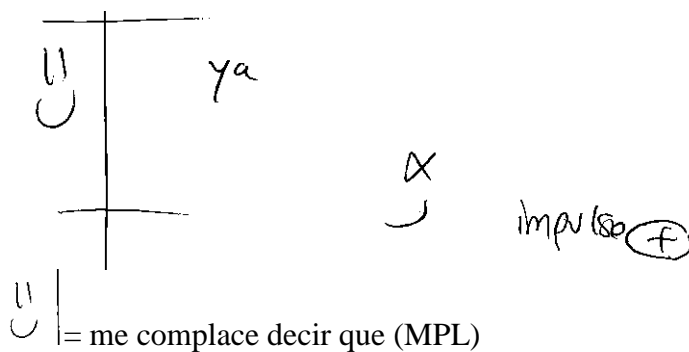 ya
impulso +
= me complace decir que (MPL)